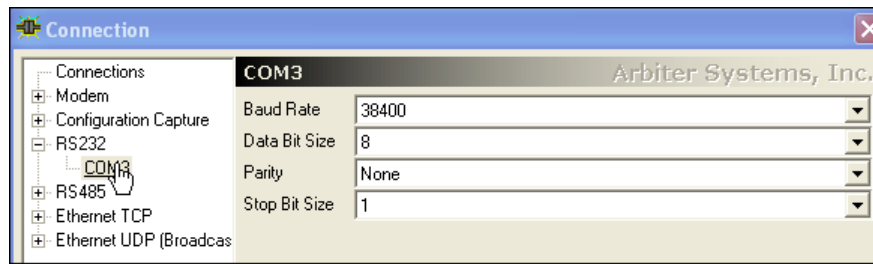 Connection
Connections
Modem
Configuration Capture
RS232
COM3
RS485
Ethernet TCP
Ethernet UDP (Broadcas
COM3 Arbiter Systems, Inc.
Baud Rate 38400
Data Bit Size 8
Parity None
Stop Bit Size 1